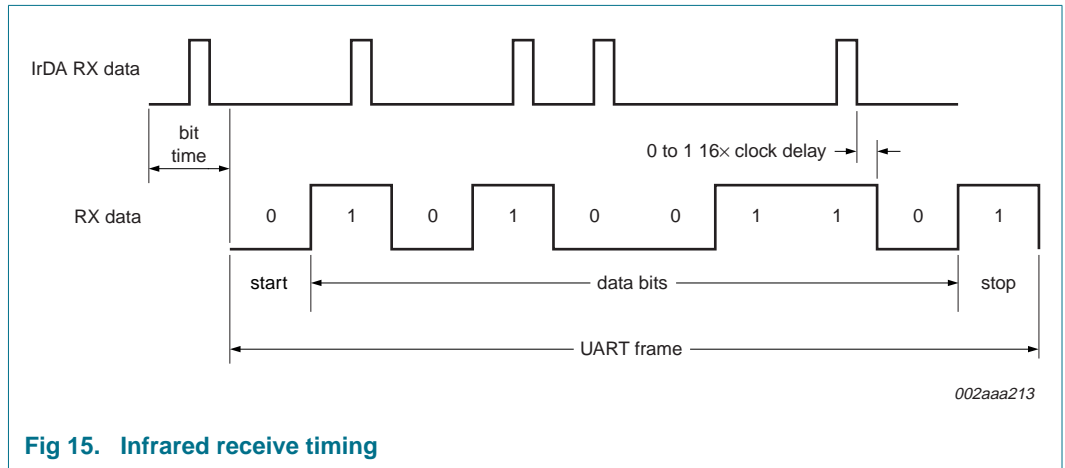 IrDA RX data
bit
time
0 to 1 16× clock delay
RX data
0 1 0 1 0 0 1 1 0 1
start data bits stop
UART frame
002aaa213
Fig 15. Infrared receive timing